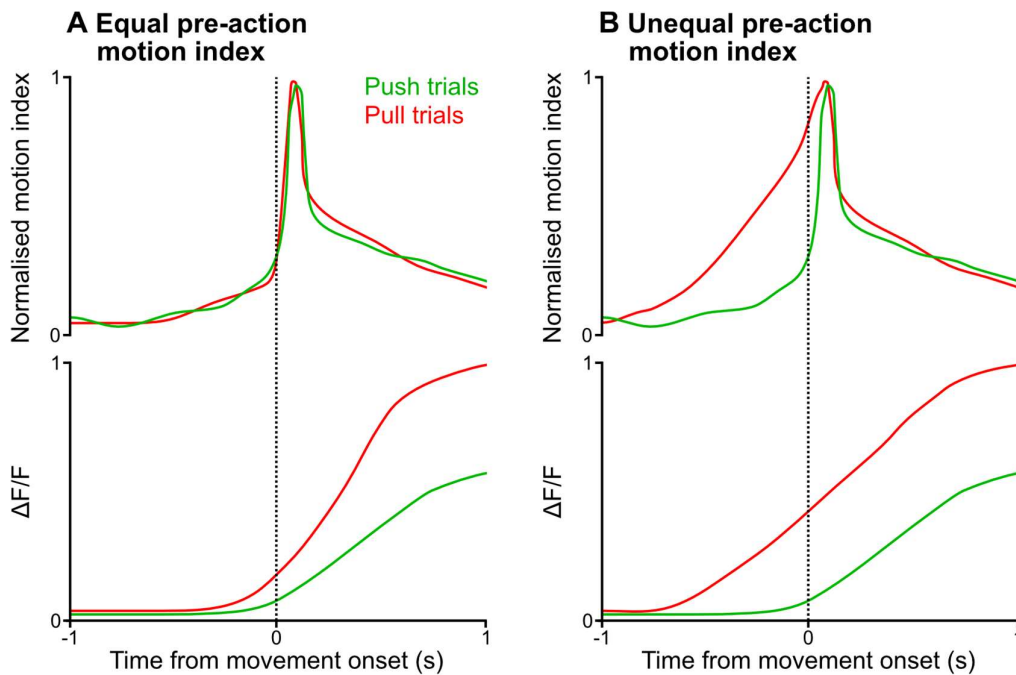 A Equal pre-action
motion index
B Unequal pre-action
motion index
1
Normalised motion index
0
Push trials
Pull trials
1
Normalised motion index
0
1
ΔF/F
0
-1
0
1
Time from movement onset (s)
1
ΔF/F
0
-1
0
1
Time from movement onset (s)